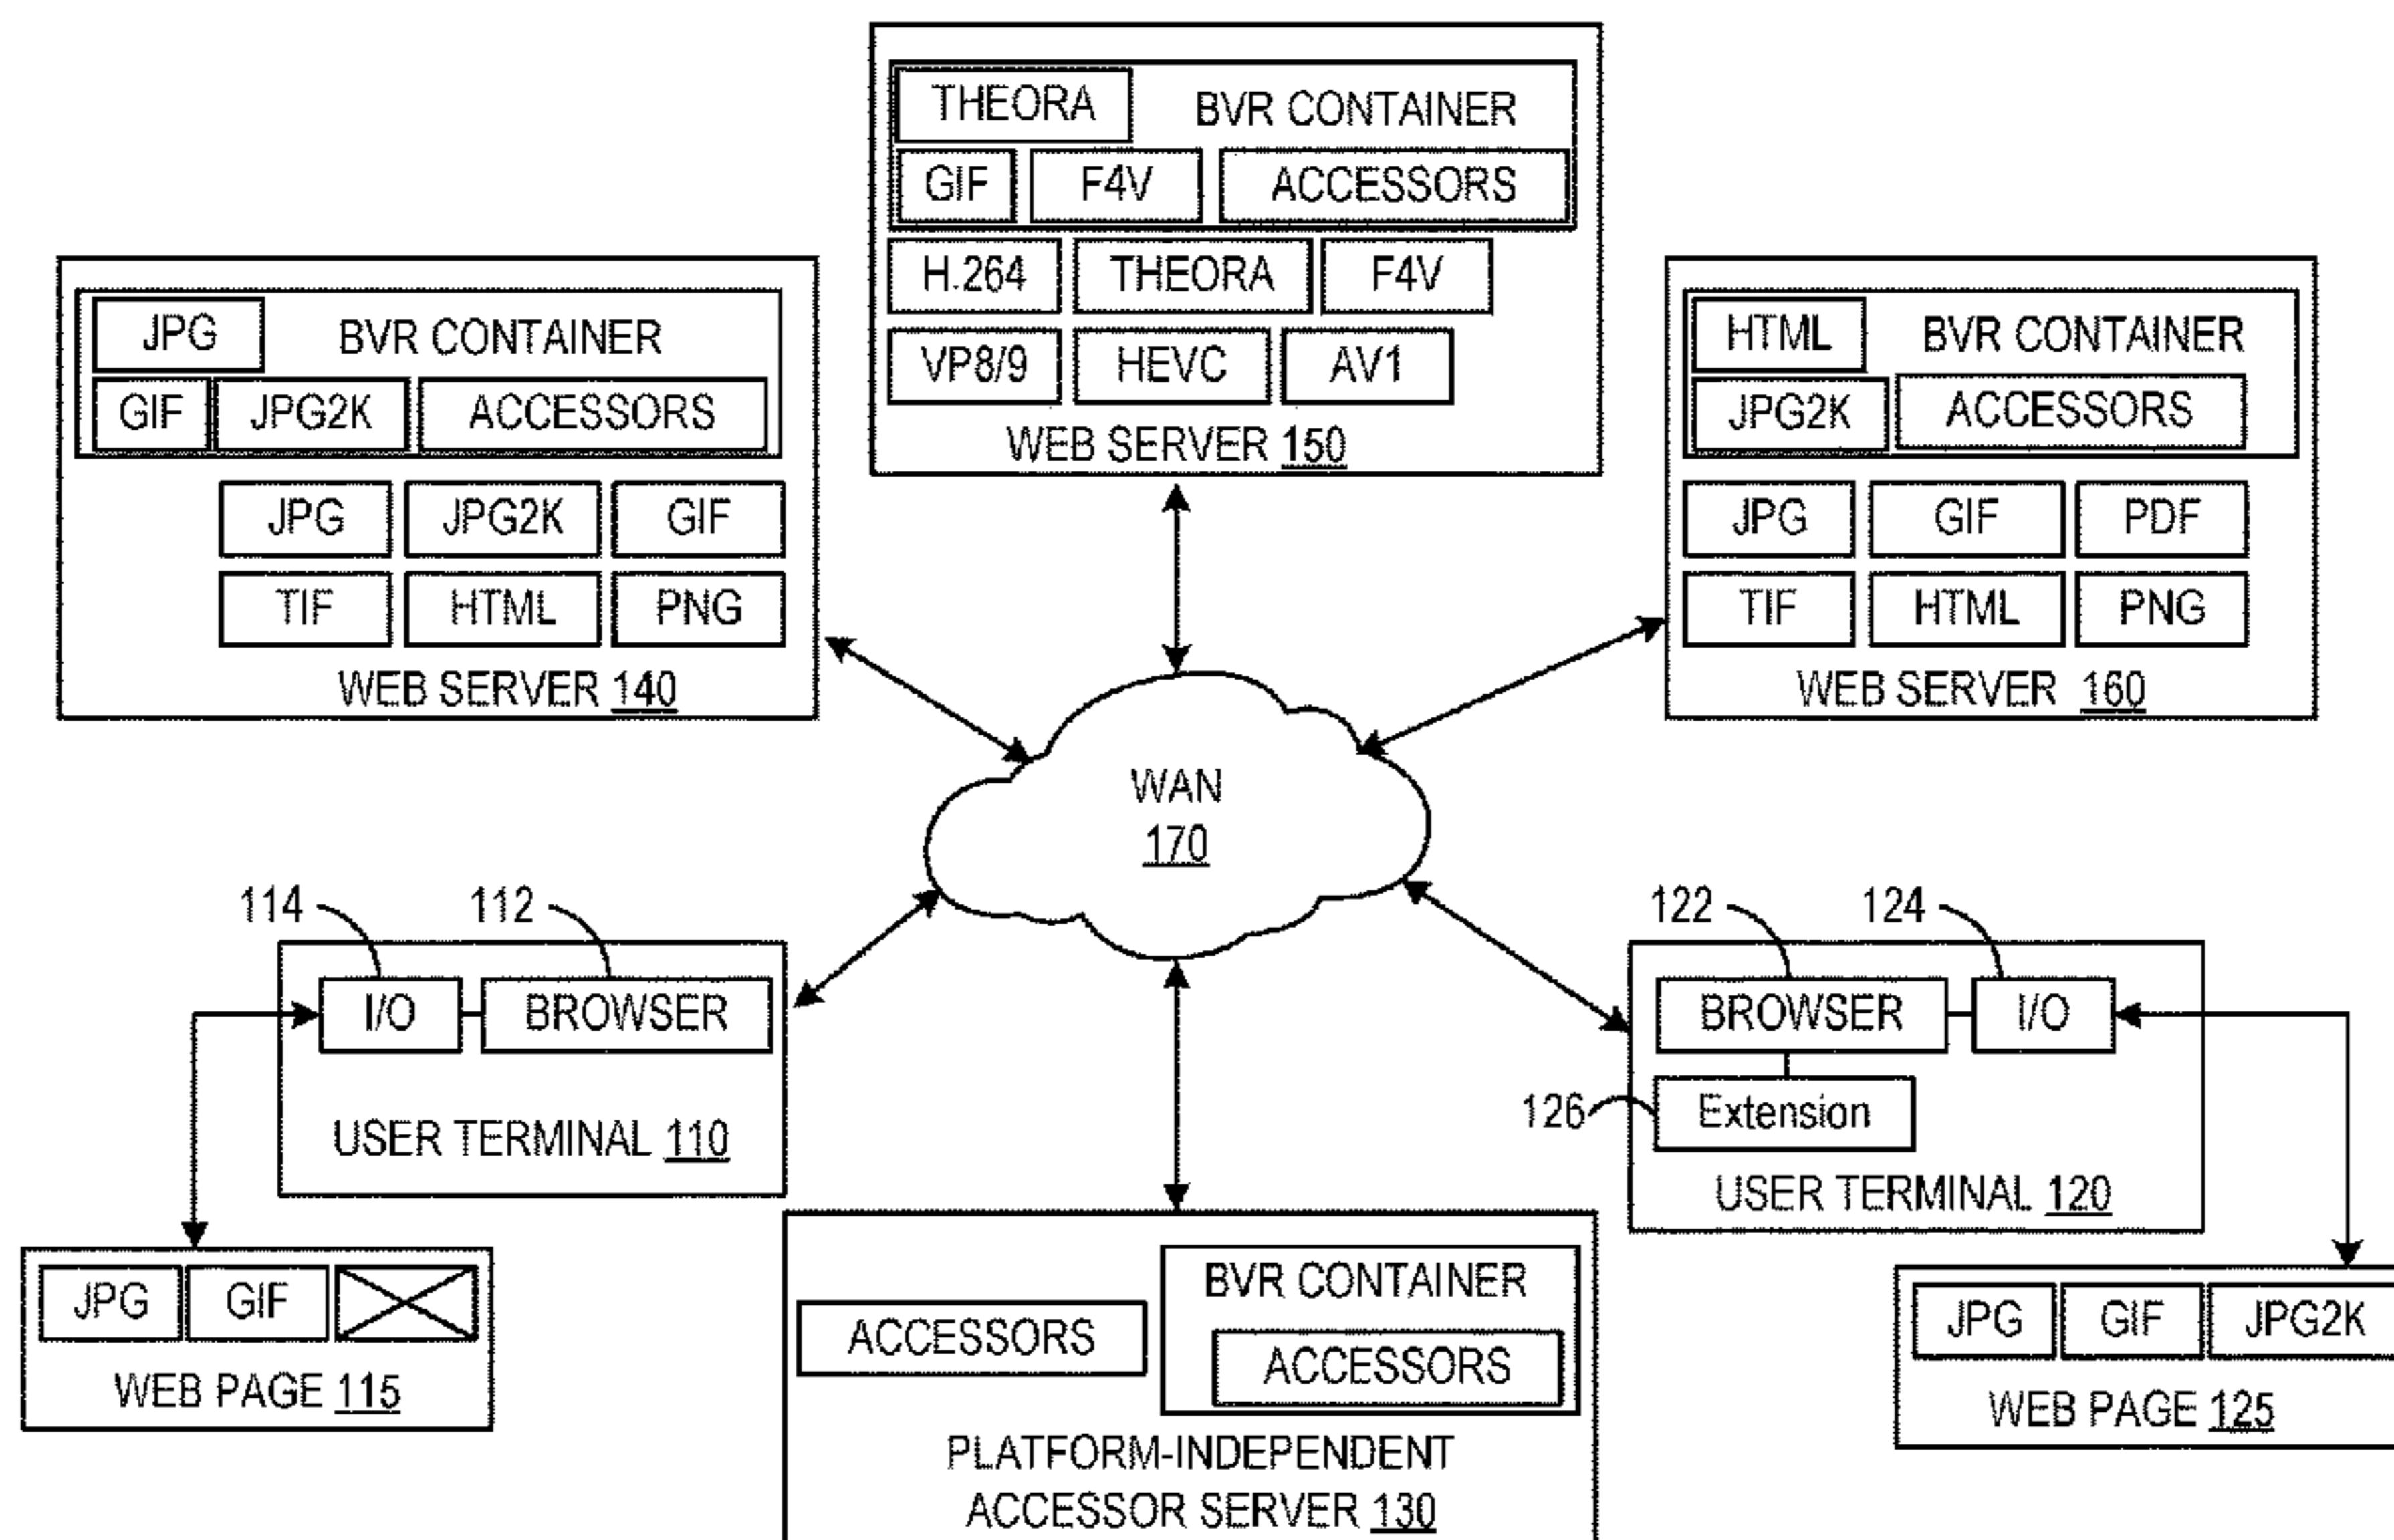 THEORA BVR CONTAINER
GIF F4V ACCESSORS
H.264 THEORA F4V
VP8/9 HEVC AV1
WEB SERVER 150
JPG BVR CONTAINER
GIF JPG2K ACCESSORS
JPG JPG2K GIF
TIF HTML PNG
WEB SERVER 140
HTML BVR CONTAINER
JPG2K ACCESSORS
JPG GIF PDF
TIF HTML PNG
WEB SERVER 160
WAN
170
114 112
I/O BROWSER
USER TERMINAL 110
122 124
BROWSER I/O
126 Extension
USER TERMINAL 120
JPG GIF
WEB PAGE 115
ACCESSORS
BVR CONTAINER
ACCESSORS
PLATFORM-INDEPENDENT
ACCESSOR SERVER 130
JPG GIF JPG2K
WEB PAGE 125